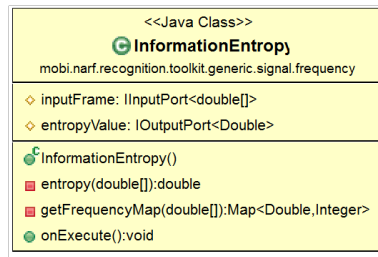 <<Java Class>>
C InformationEntropy
mobi.narf.recognition.toolkit.generic.signal.frequency
inputFrame: IInputPort<double[]>
entropyValue: IOutputPort<Double>
C InformationEntropy()
entropy(double[]):double
getFrequencyMap(double[]):Map<Double,Integer>
onExecute():void